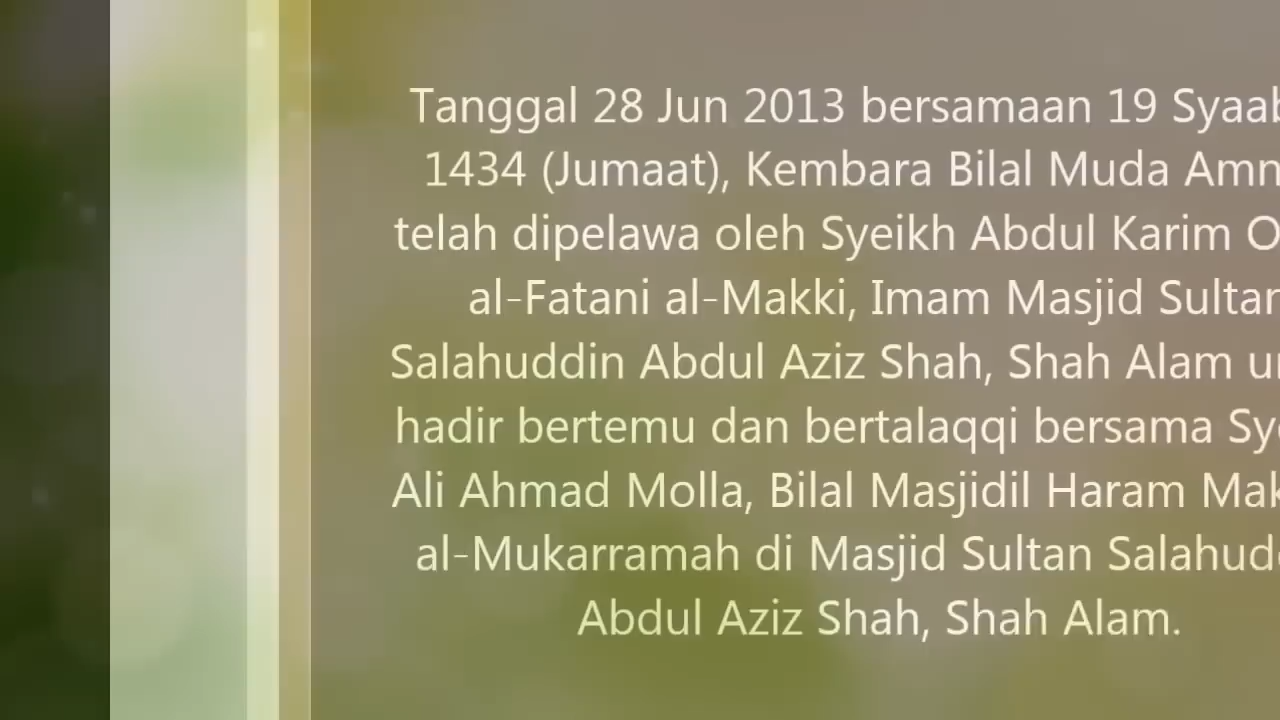 Tanggal 28 Jun 2013 bersamaan 19
1434 (Jumaat), Kembara Bilal Muda
telah dipelawa oleh Syeikh Abdul Karim
al-Fatani al-Makki, Imam Masjid Sultan
Salahuddin Abdul Aziz Shah, Shah Alam
hadir bertemu dan bertalaqqi bersama
Ali Ahmad Molla, Bilal Masjidil Haram
al-Mukarramah di Masjid Sultan
Abdul Aziz Shah, Shah Alam.